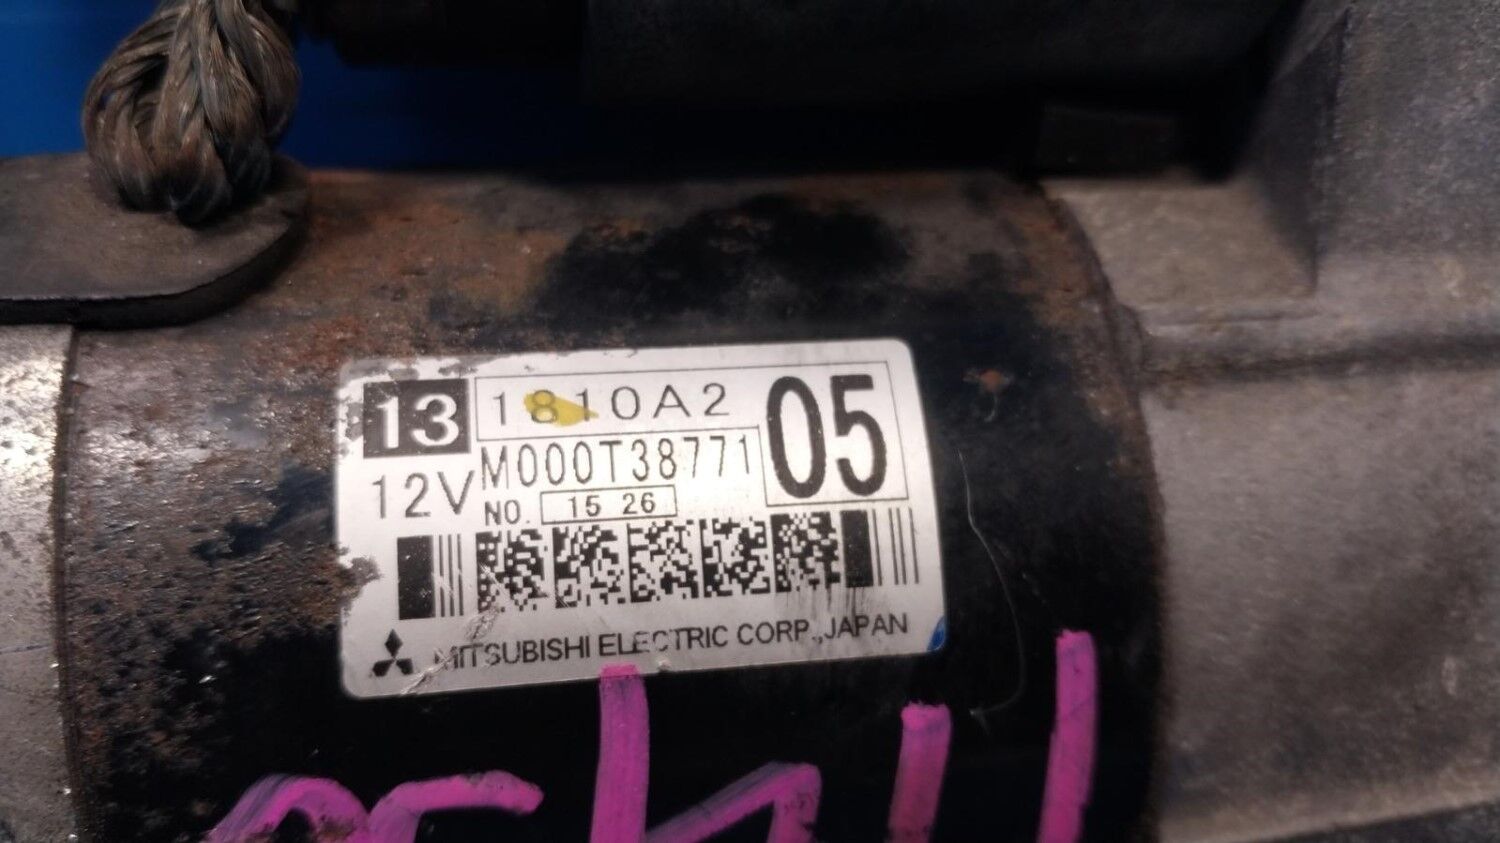 13 1810A2 05
12V M000T38771
NO. 15 26
MITSUBISHI ELECTRIC CORP., JAPAN